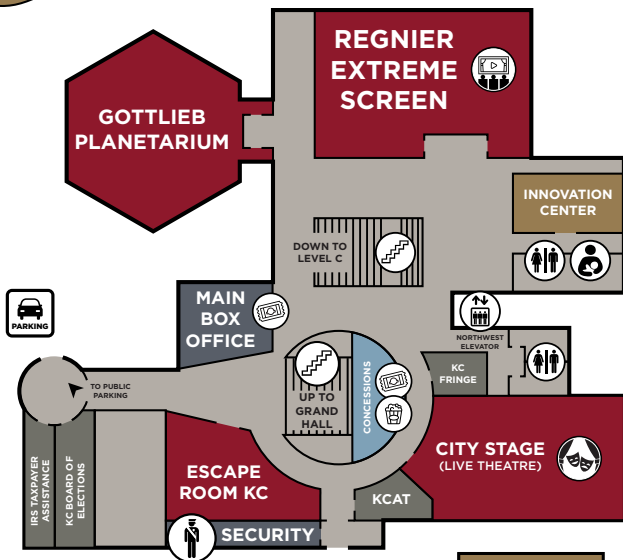 REGNIER
EXTREME
SCREEN
GOTTLIEB
PLANETARIUM
INNOVATION
CENTER
DOWN TO
LEVEL C
MAIN
BOX
OFFICE
PARKING
NORTHWEST
ELEVATOR
KC
FRINGE
TO PUBLIC
PARKING
UP TO
GRAND
HALL
CONCESSIONS
CITY STAGE
(LIVE THEATRE)
IRS TAXPAYER
ASSISTANCE
KC BOARD OF
ELECTIONS
ESCAPE
ROOM KC
KCAT
SECURITY